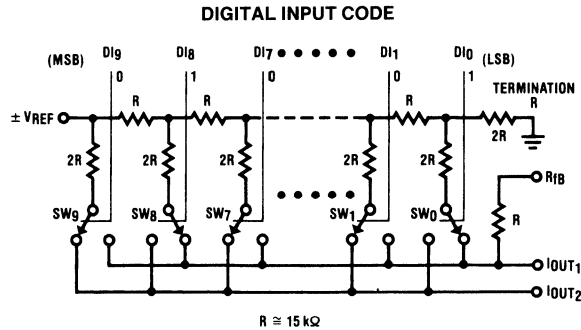 DIGITAL INPUT CODE
(MSB) DI9 DI8 DI7 DI1 DI0 (LSB)
0 1 0 0 1
TERMINATION
R R R R
± VREF
2R
2R 2R 2R 2R 2R
RfB
SW9 SW8 SW7 SW1 SW0
R
IOUT1
IOUT2
R ≅ 15 kΩ